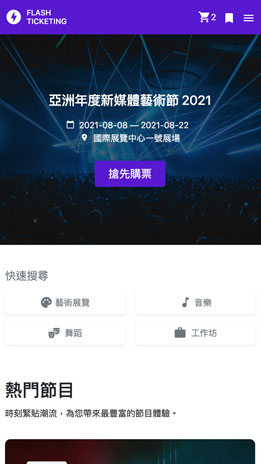 FLASH
TICKETING
2
亞洲年度新媒體藝術節 2021
2021-08-08 — 2021-08-22
國際展覽中心一號展場
搶先購票
快速搜尋
藝術展覽
音樂
舞蹈
工作坊
熱門節目
時刻緊貼潮流，為您帶來最豐富的節目體驗。